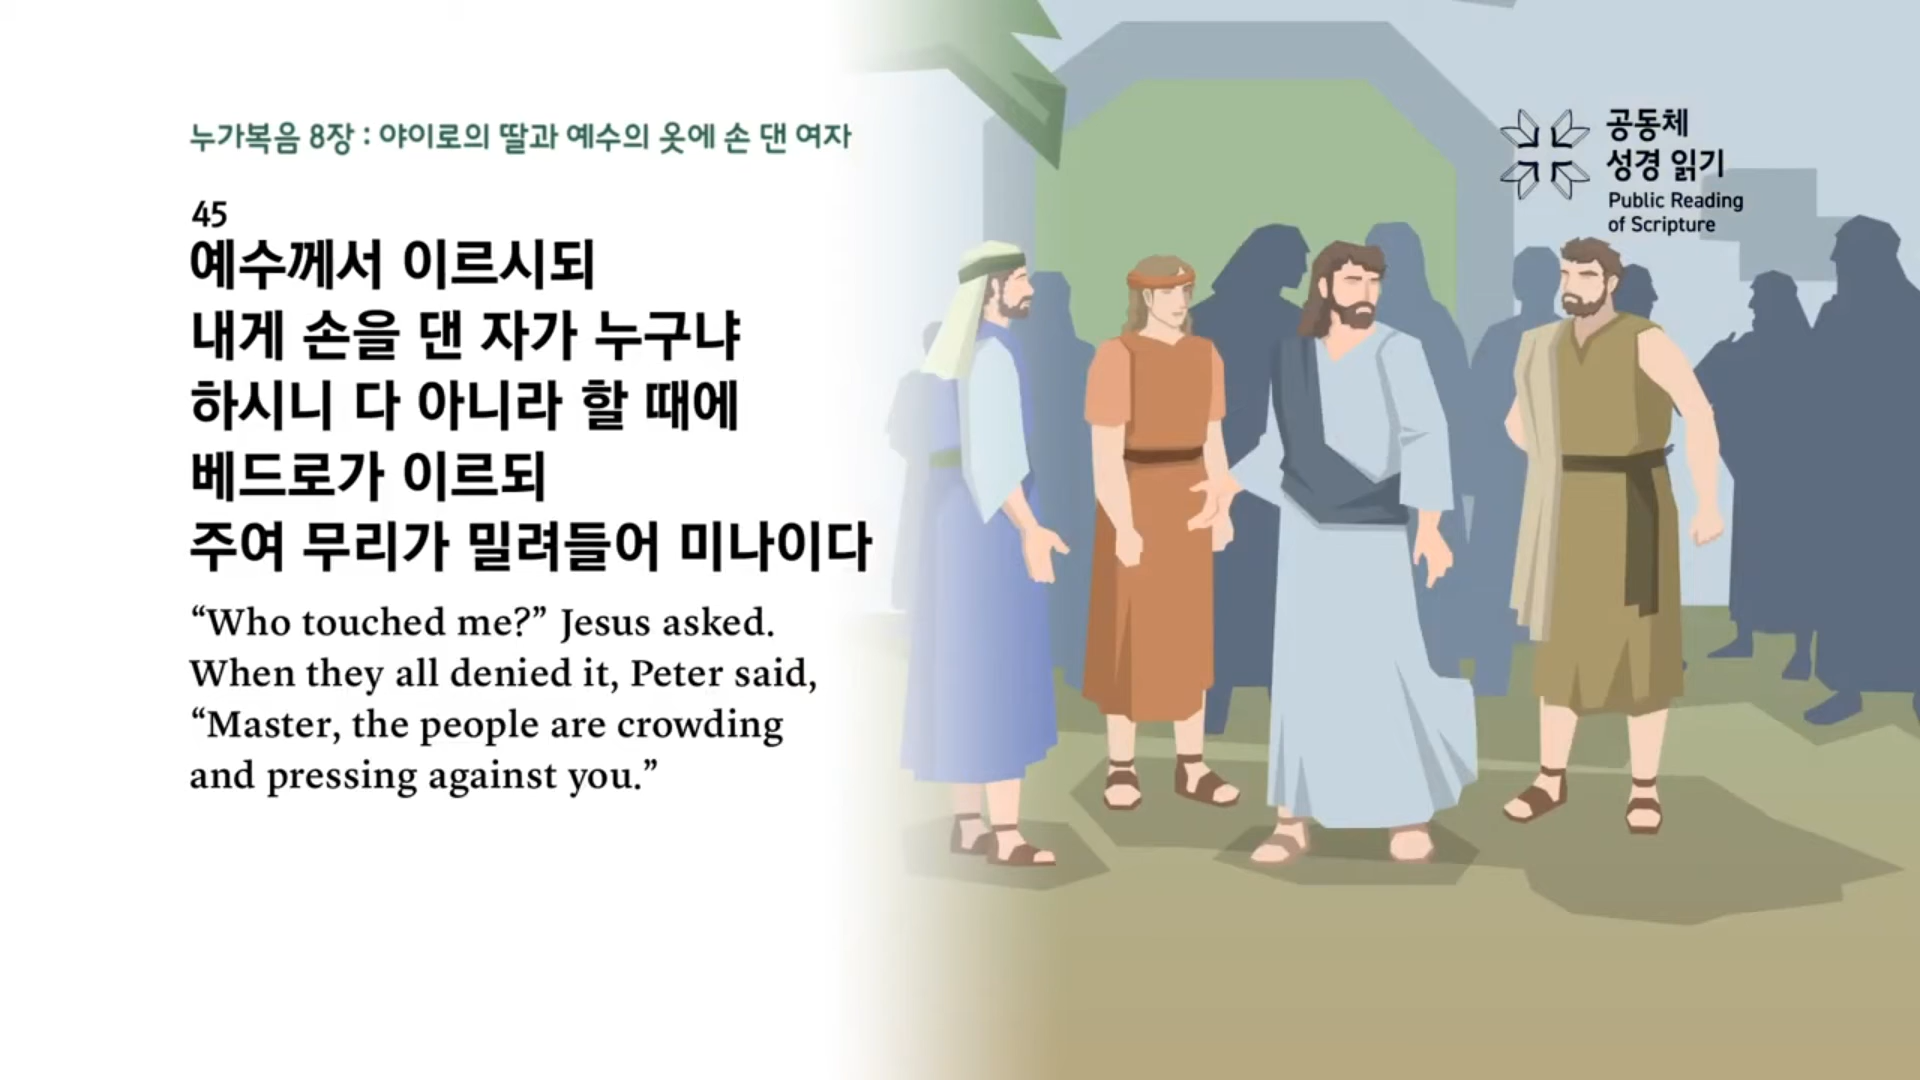 누가복음 8장 : 야이로의 딸과 예수의 옷에 손 댄 여자
45
예수께서 이르시되
내게 손을 댄 자가 누구냐
하시니 다 아니라 할 때에
베드로가 이르되
주여 무리가 밀려들어 미나이다
“Who touched me?” Jesus asked.
When they all denied it, Peter said,
“Master, the people are crowding
and pressing against you.”
공동체
성경 읽기
Public Reading
of Scripture